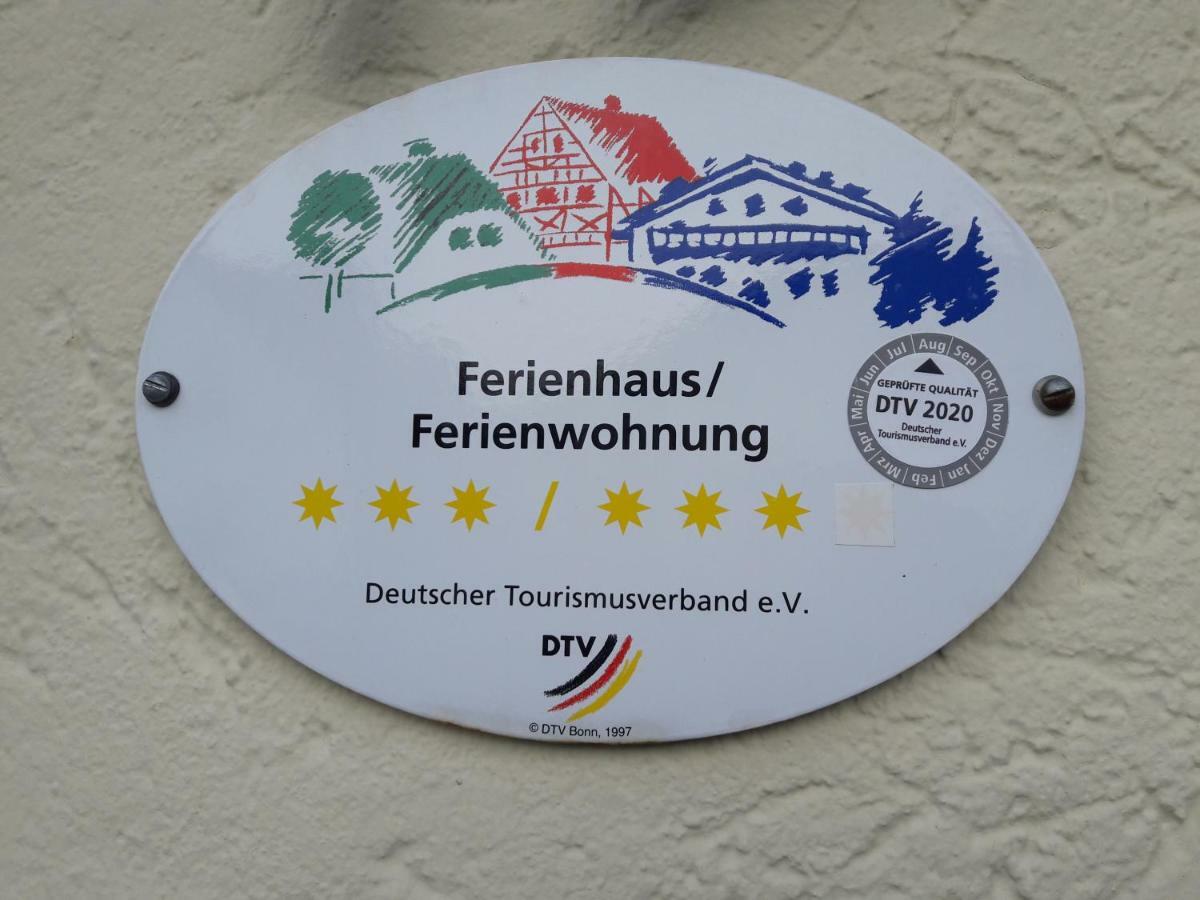 Ferienhaus/
Ferienwohnung
Jan Feb Mrz Apr Mai Jun Jul Aug Sep Okt Nov Dez
GEPRÜFTE QUALITÄT
DTV 2020
Deutscher
Tourismusverband e.V.
Deutscher Tourismusverband e.V.
DTV
© DTV Bonn, 1997